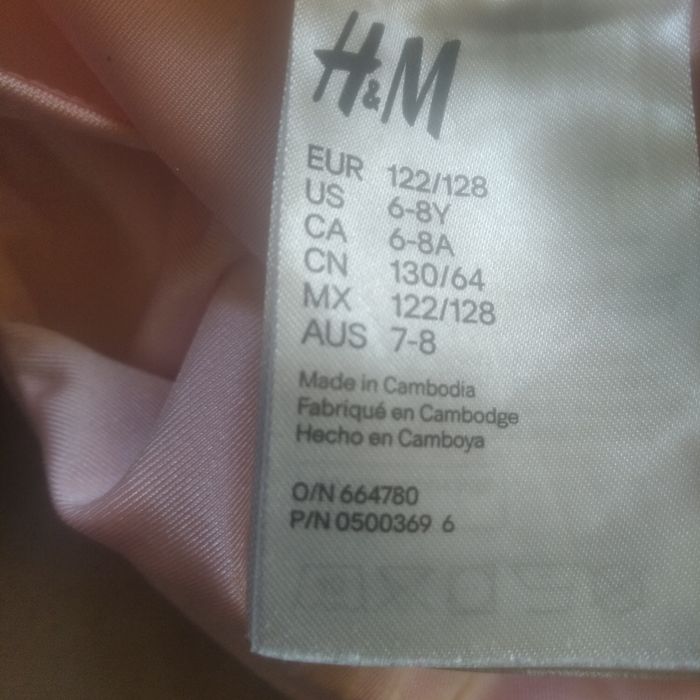 H&M
EUR 122/128
US 6-8Y
CA 6-8A
CN 130/64
MX 122/128
AUS 7-8
Made in Cambodia
Fabriqué en Cambodge
Hecho en Camboya
O/N 664780
P/N 0500369 6